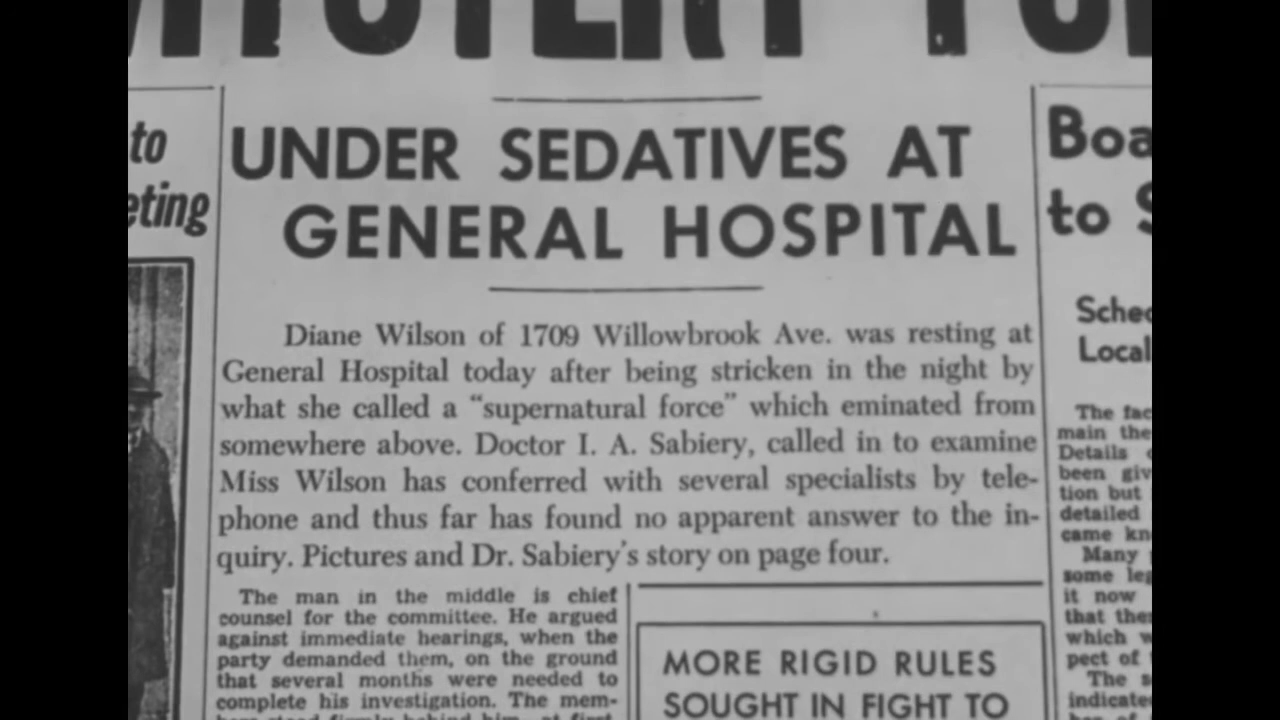 to
eting
UNDER SEDATIVES AT
GENERAL HOSPITAL
Diane Wilson of 1709 Willowbrook Ave. was resting at
General Hospital today after being stricken in the night by
what she called a "supernatural force" which eminated from
somewhere above. Doctor I. A. Sabiery, called in to examine
Miss Wilson has conferred with several specialists by tele-
phone and thus far has found no apparent answer to the in-
quiry. Pictures and Dr. Sabiery's story on page four.
The man in the middle is chief
counsel for the committee. He argued
against immediate hearings, when the
party demanded them, on the ground
that several months were needed to
complete his investigation. The mem-
MORE RIGID RULES
SOUGHT IN FIGHT TO
Boa
to S
Sched
Local
The fac
main the
Details
been giv
tion but
detailed
came kn
Many
some leg
it now
that the
which w
pect of
The s
indicate